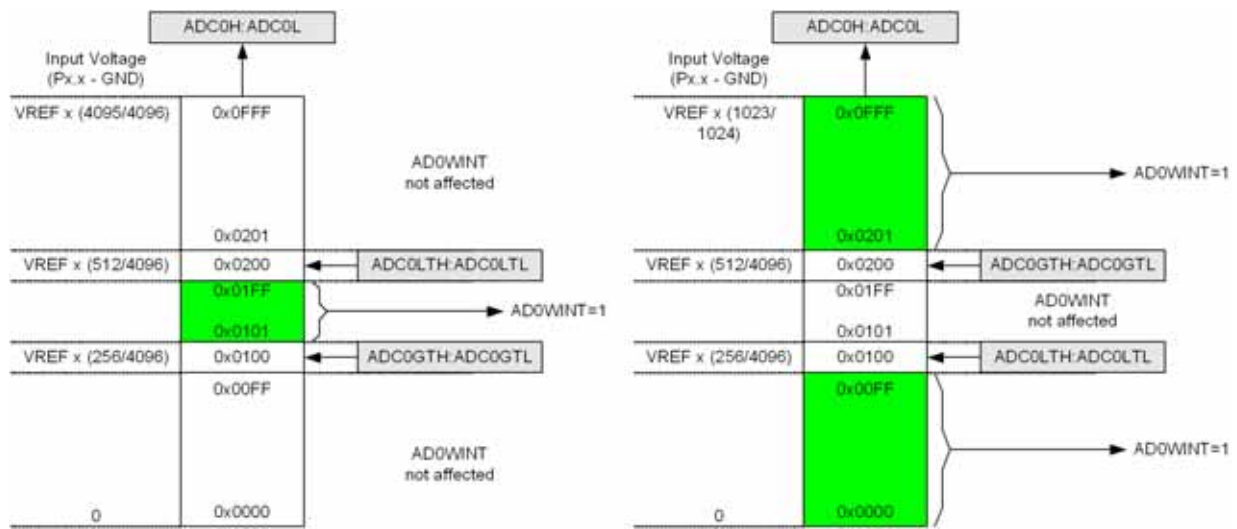 ADC0H:ADC0L
Input Voltage
(Px.x - GND)
VREF x (4095/4096)
0x0FFF
AD0WINT
not affected
0x0201
VREF x (512/4096)
0x0200
ADC0LTH:ADC0LTL
0x01FF
AD0WINT=1
0x0101
VREF x (256/4096)
0x0100
ADC0GTH:ADC0GTL
0x00FF
AD0WINT
not affected
0
0x0000
ADC0H:ADC0L
Input Voltage
(Px.x - GND)
VREF x (1023/
1024)
0x0FFF
AD0WINT=1
0x0201
VREF x (512/4096)
0x0200
ADC0GTH:ADC0GTL
0x01FF
AD0WINT
not affected
0x0101
VREF x (256/4096)
0x0100
ADC0LTH:ADC0LTL
0x00FF
AD0WINT=1
0
0x0000